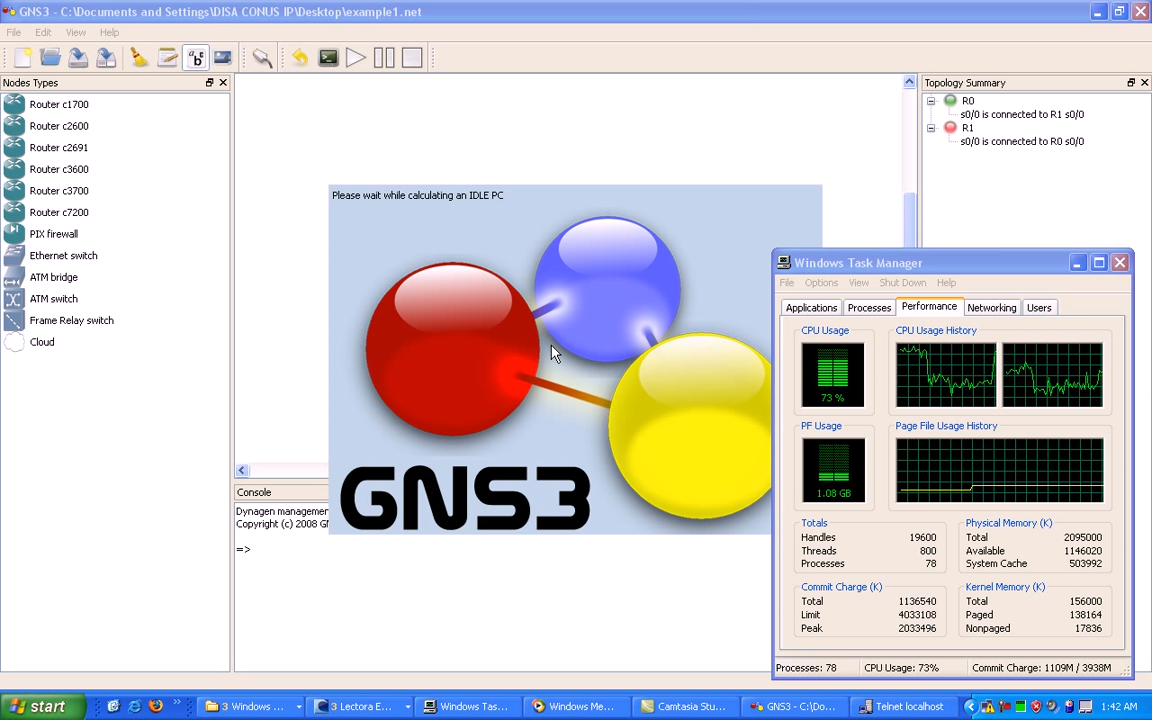 GNS3 - C:\Documents and Settings\DISA CONUS IP\Desktop\example1.net
File Edit View Help
Nodes Types
Router c1700
Router c2600
Router c2691
Router c3600
Router c3700
Router c7200
PIX firewall
Ethernet switch
ATM bridge
ATM switch
Frame Relay switch
Cloud
Please wait while calculating an IDLE PC
GNS3
Console
Dynagen managemen
Copyright (c) 2008 GN
=>
Topology Summary
R0
s0/0 is connected to R1 s0/0
R1
s0/0 is connected to R0 s0/0
Windows Task Manager
File Options View Shut Down Help
Applications Processes Performance Networking Users
CPU Usage CPU Usage History
73 %
PF Usage Page File Usage History
1.08 GB
Totals
Handles 19600
Threads 800
Processes 78
Physical Memory (K)
Total 2095000
Available 1146020
System Cache 503992
Commit Charge (K)
Total 1136540
Limit 4033108
Peak 2033496
Kernel Memory (K)
Total 156000
Paged 138164
Nonpaged 17836
Processes: 78 CPU Usage: 73% Commit Charge: 1109M / 3938M
start 3 Windows ... 3 Lectora E... Windows Tas... Windows Me... Camtasia Stu... GNS3 - C:\Do... Telnet localhost 1:42 AM